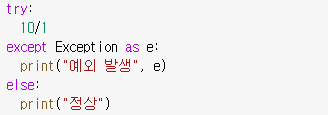 try:
  10/1
except Exception as e:
  print("예외 발생", e)
else:
  print("정상")